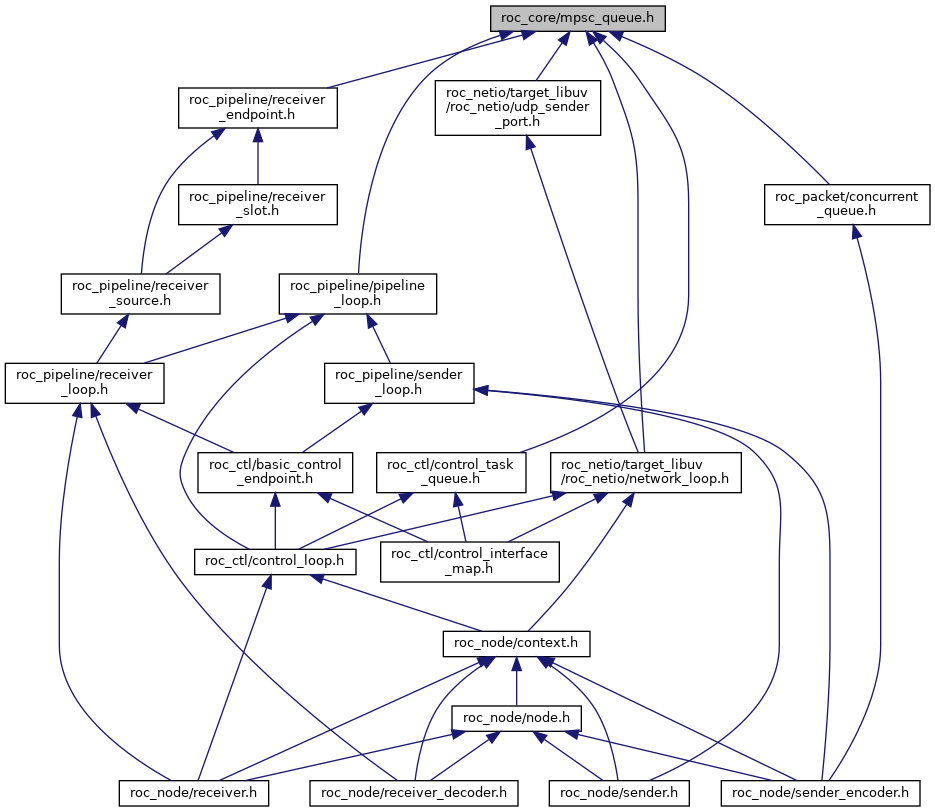 roc_core/mpsc_queue.h
roc_pipeline/receiver
_endpoint.h
roc_netio/target_libuv
/roc_netio/udp_sender
_port.h
roc_pipeline/receiver
_slot.h
roc_packet/concurrent
_queue.h
roc_pipeline/receiver
_source.h
roc_pipeline/pipeline
_loop.h
roc_pipeline/receiver
_loop.h
roc_pipeline/sender
_loop.h
roc_ctl/basic_control
_endpoint.h
roc_ctl/control_task
_queue.h
roc_netio/target_libuv
/roc_netio/network_loop.h
roc_ctl/control_loop.h
roc_ctl/control_interface
_map.h
roc_node/context.h
roc_node/node.h
roc_node/receiver.h
roc_node/receiver_decoder.h
roc_node/sender.h
roc_node/sender_encoder.h